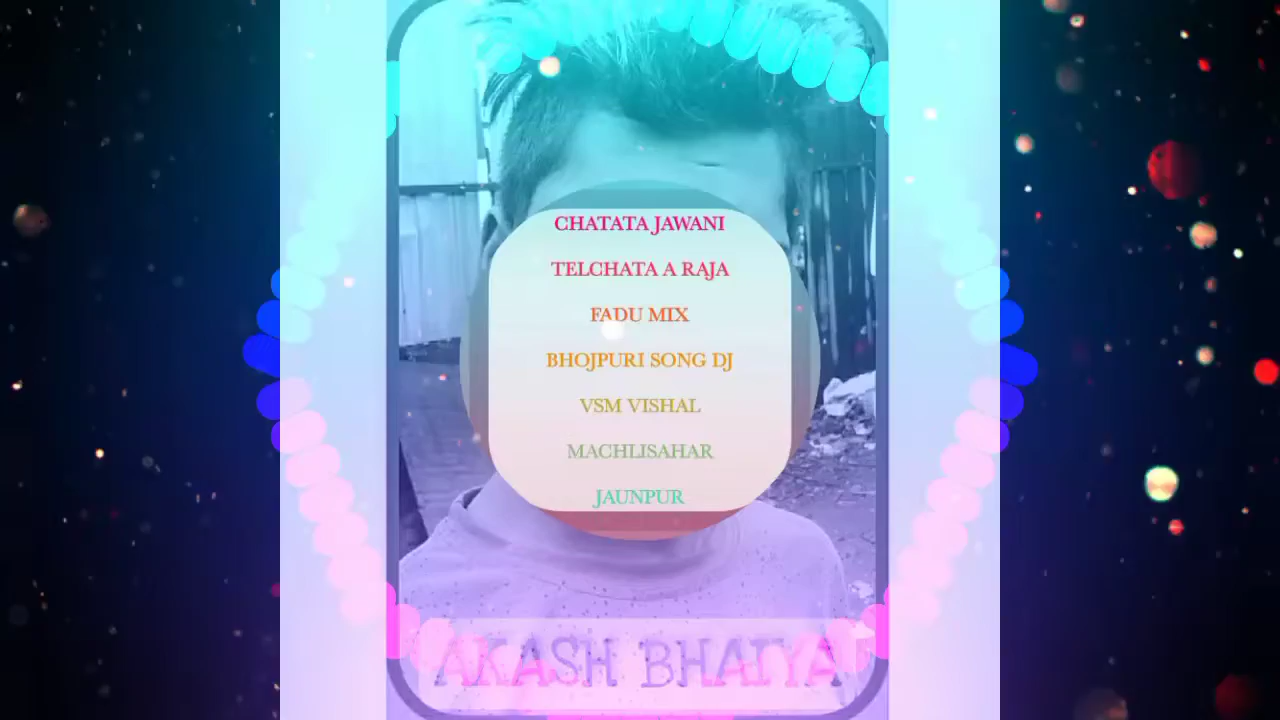 CHATATA JAWANI
TELCHATA A RAJA
FADU MIX
BHOJPURI SONG DJ
VSM VISHAL
MACHLISAHAR
JAUNPUR
AKASH BHAIYA